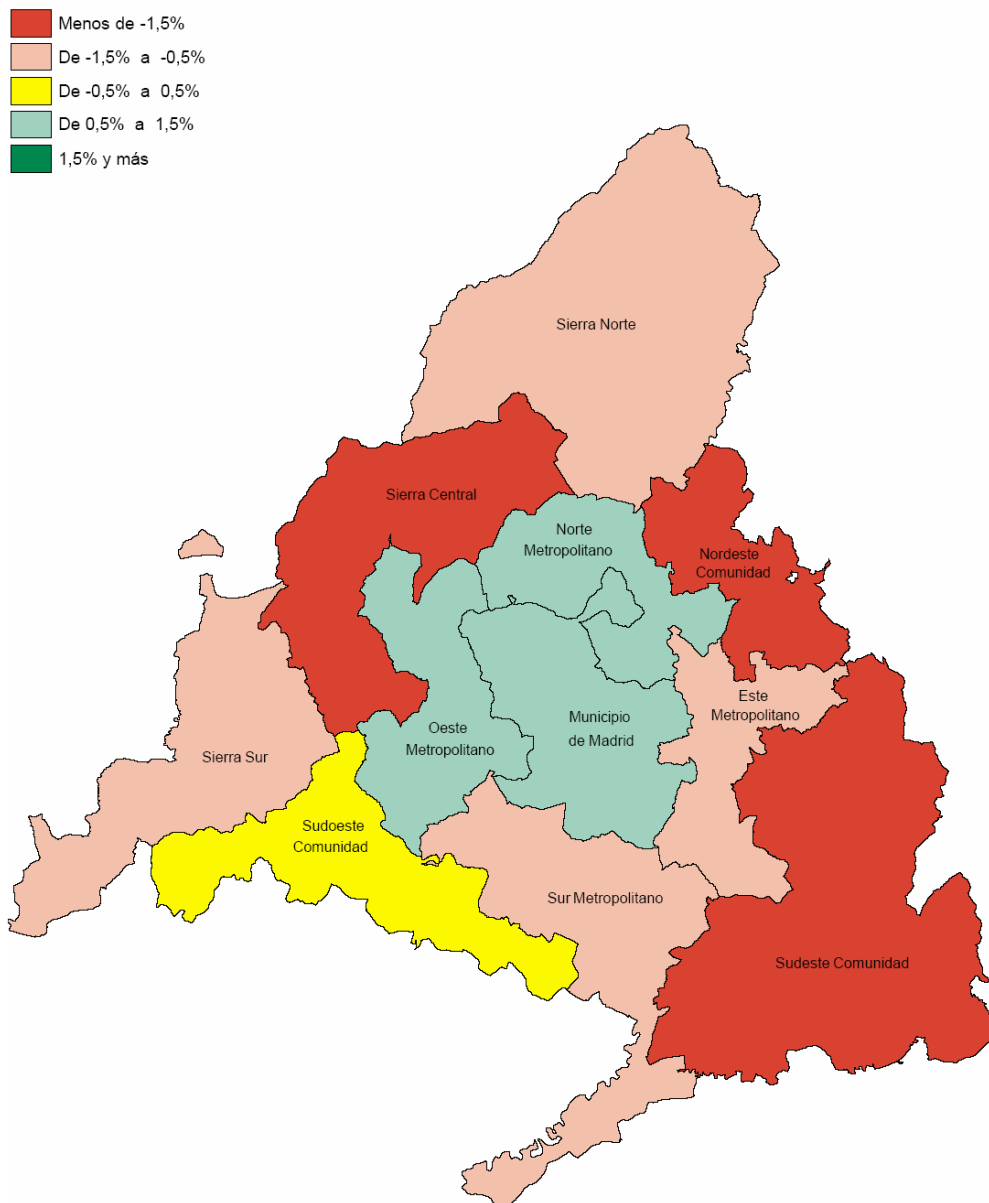 Menos de -1,5%
De -1,5% a -0,5%
De -0,5% a 0,5%
De 0,5% a 1,5%
1,5% y más
Sierra Norte
Sierra Central
Norte
Metropolitano
Nordeste
Comunidad
Este
Metropolitano
Municipio
de Madrid
Oeste
Metropolitano
Sierra Sur
Sudoeste
Comunidad
Sur Metropolitano
Sudeste Comunidad